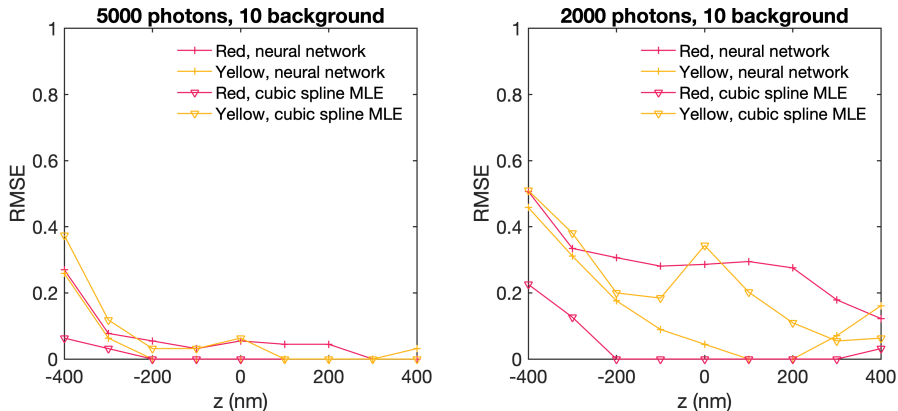 5000 photons, 10 background
1
0.8
0.6
0.4
0.2
0
RMSE
Red, neural network
Yellow, neural network
Red, cubic spline MLE
Yellow, cubic spline MLE
-400
-200
0
200
400
z (nm)
2000 photons, 10 background
1
0.8
0.6
0.4
0.2
0
RMSE
Red, neural network
Yellow, neural network
Red, cubic spline MLE
Yellow, cubic spline MLE
-400
-200
0
200
400
z (nm)